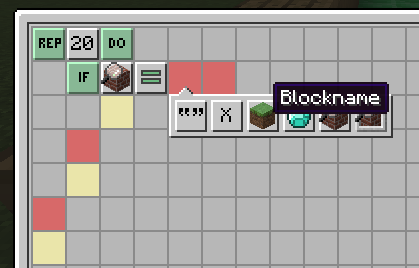 REP 20 DO
IF =
Blockname
"" X